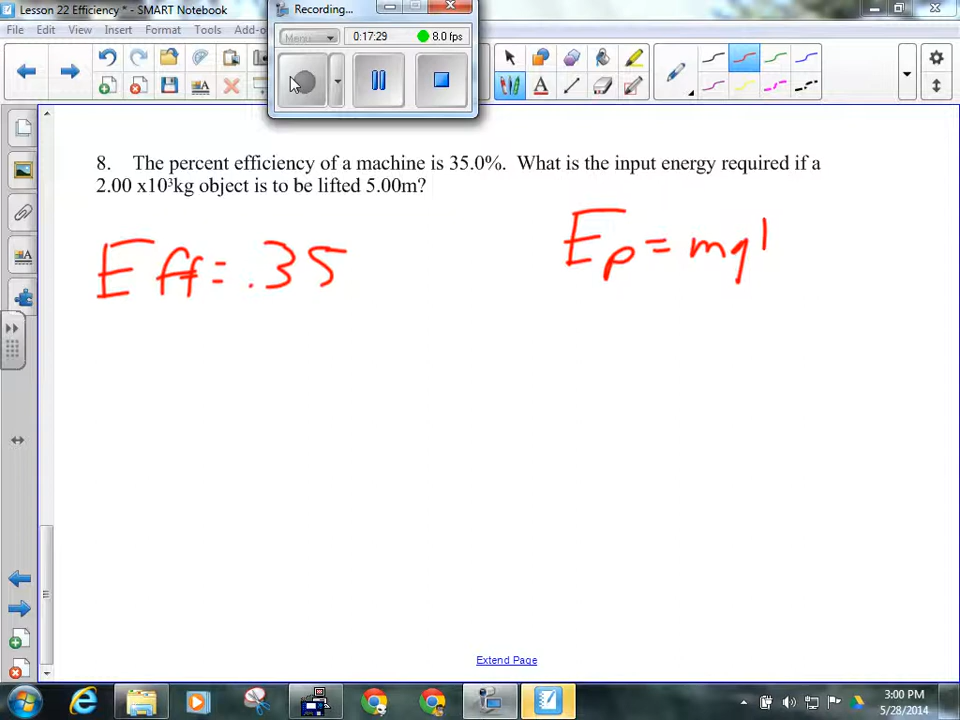 Lesson 22 Efficiency * - SMART Notebook
Recording...
File Edit View Insert Format Tools Add-o
Menu 0:17:29 8.0 fps
8. The percent efficiency of a machine is 35.0%. What is the input energy required if a
2.00 x10³kg object is to be lifted 5.00m?
Eff = .35
Ep = mg
Extend Page
3:00 PM
5/28/2014